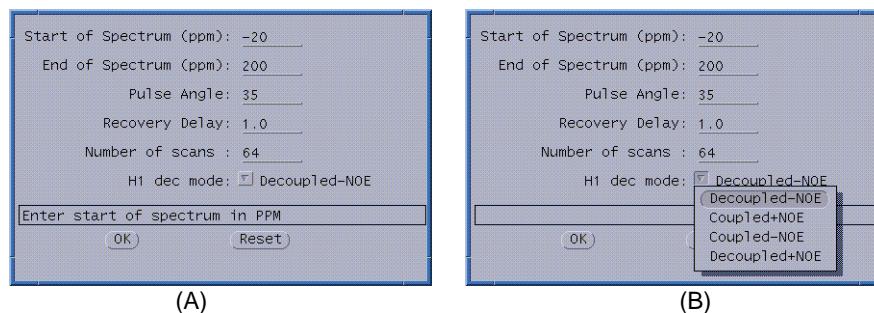 Start of Spectrum (ppm): -20
End of Spectrum (ppm): 200
Pulse Angle: 35
Recovery Delay: 1.0
Number of scans : 64
H1 dec mode: Decoupled-NOE
Enter start of spectrum in PPM
OK Reset
(A)
Start of Spectrum (ppm): -20
End of Spectrum (ppm): 200
Pulse Angle: 35
Recovery Delay: 1.0
Number of scans : 64
H1 dec mode: Decoupled-NOE
Decoupled-NOE
Coupled+NOE
Coupled-NOE
Decoupled+NOE
OK
(B)